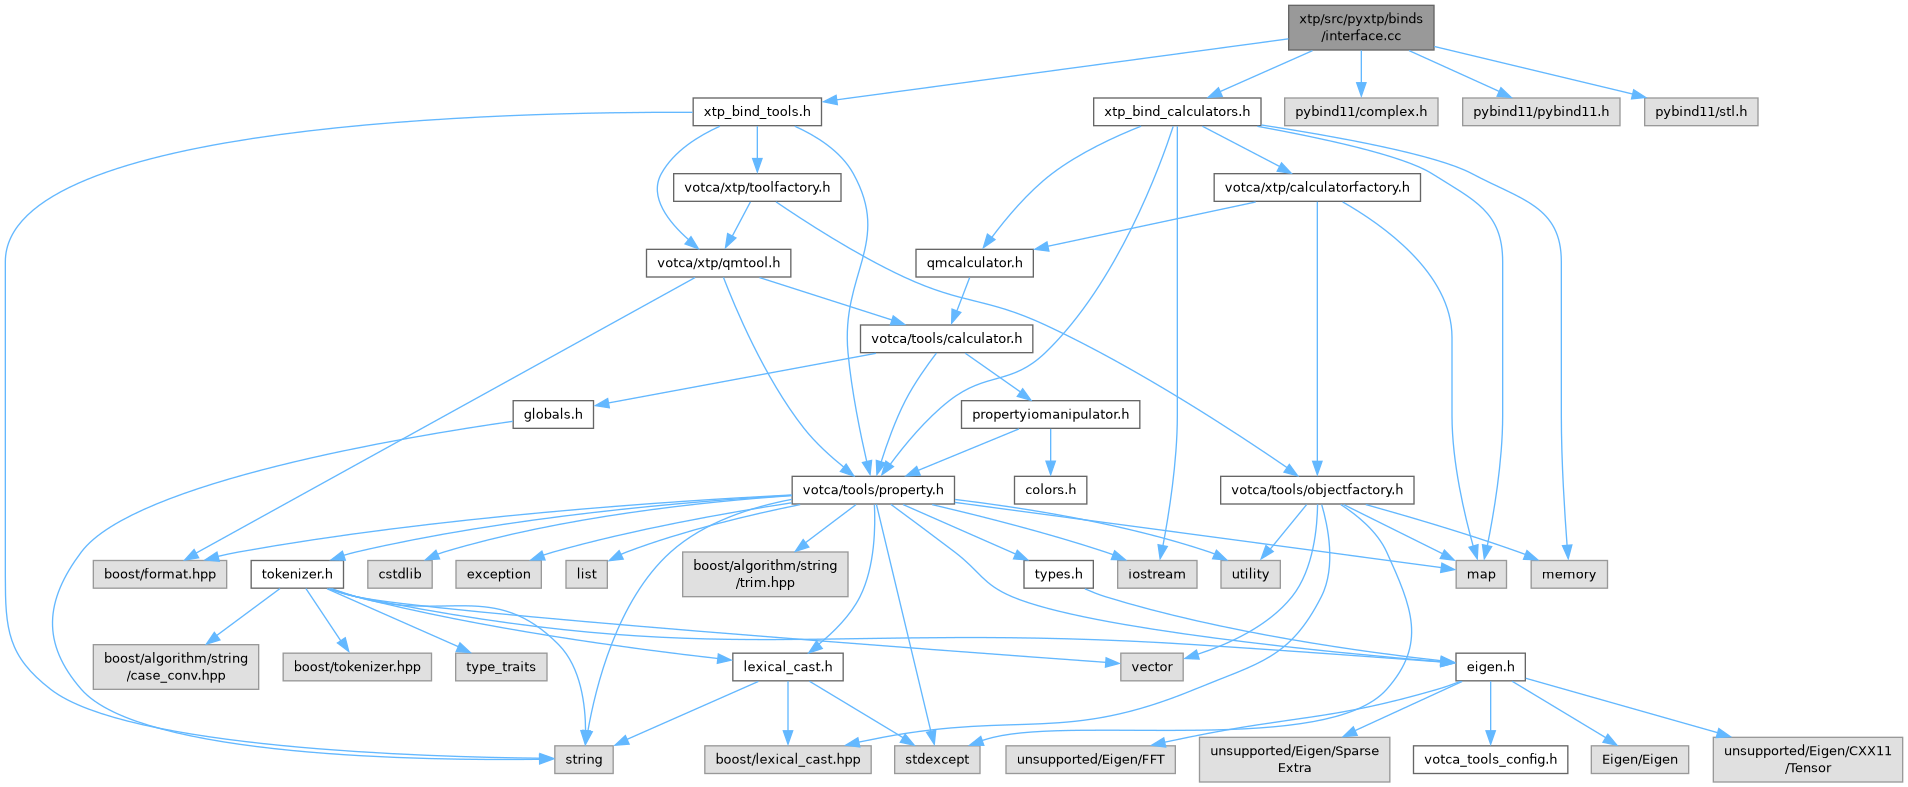 xtp/src/pyxtp/binds
/interface.cc
xtp_bind_tools.h
xtp_bind_calculators.h
pybind11/complex.h
pybind11/pybind11.h
pybind11/stl.h
votca/xtp/toolfactory.h
votca/xtp/calculatorfactory.h
votca/xtp/qmtool.h
qmcalculator.h
votca/tools/calculator.h
globals.h
propertyiomanipulator.h
votca/tools/property.h
colors.h
votca/tools/objectfactory.h
boost/format.hpp
tokenizer.h
cstdlib
exception
list
boost/algorithm/string
/trim.hpp
types.h
iostream
utility
map
memory
boost/algorithm/string
/case_conv.hpp
boost/tokenizer.hpp
type_traits
lexical_cast.h
vector
eigen.h
string
boost/lexical_cast.hpp
stdexcept
unsupported/Eigen/FFT
unsupported/Eigen/Sparse
Extra
votca_tools_config.h
Eigen/Eigen
unsupported/Eigen/CXX11
/Tensor